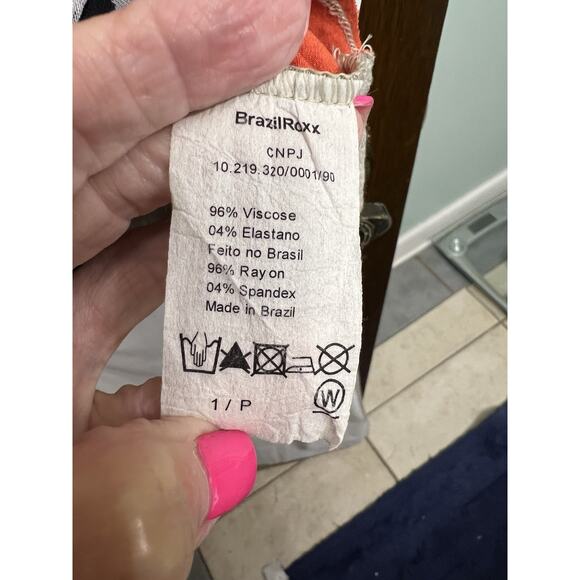 BrazilRoxx
CNPJ
10.219.320/0001/90
96% Viscose
04% Elastano
Feito no Brasil
96% Rayon
04% Spandex
Made in Brazil
W
1 / P